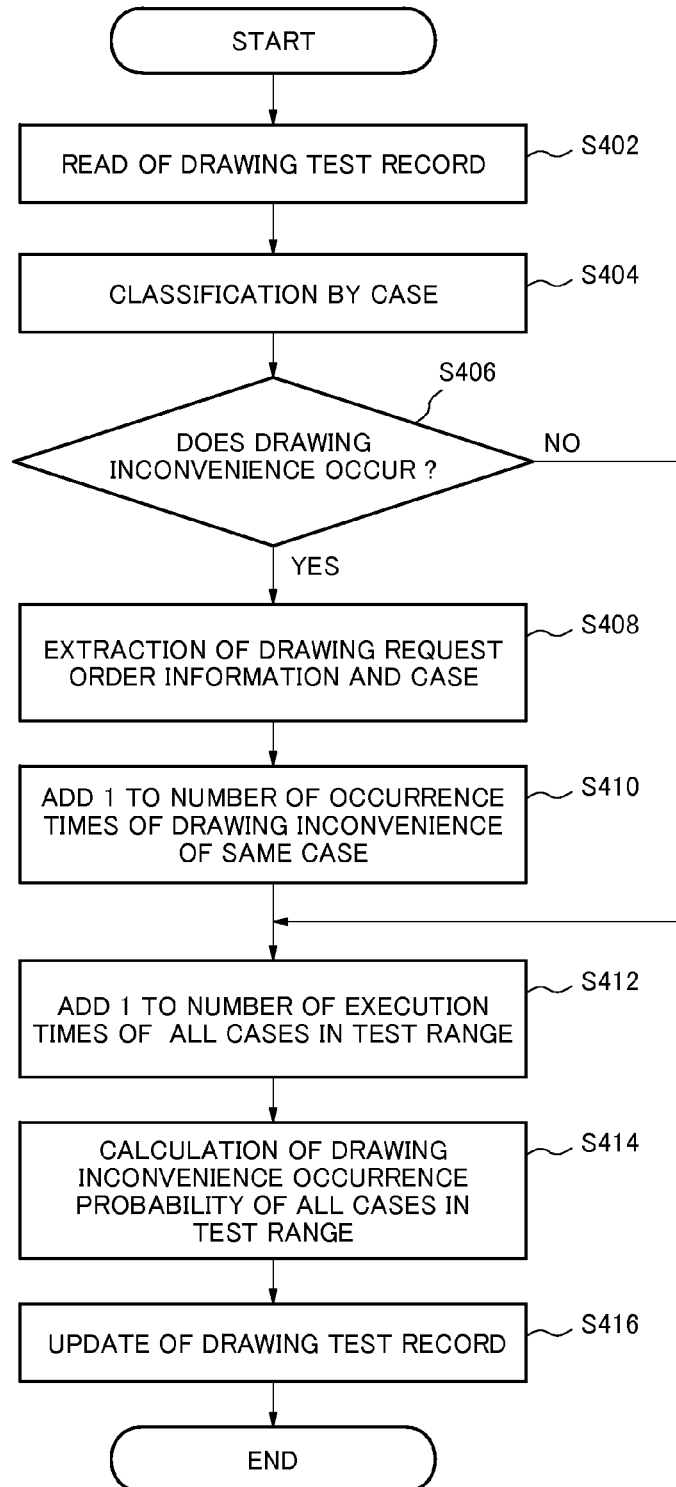 START
READ OF DRAWING TEST RECORD
S402
CLASSIFICATION BY CASE
S404
S406
DOES DRAWING
INCONVENIENCE OCCUR ?
NO
YES
EXTRACTION OF DRAWING REQUEST
ORDER INFORMATION AND CASE
S408
ADD 1 TO NUMBER OF OCCURRENCE
TIMES OF DRAWING INCONVENIENCE
OF SAME CASE
S410
ADD 1 TO NUMBER OF EXECUTION
TIMES OF ALL CASES IN TEST RANGE
S412
CALCULATION OF DRAWING
INCONVENIENCE OCCURRENCE
PROBABILITY OF ALL CASES IN
TEST RANGE
S414
UPDATE OF DRAWING TEST RECORD
S416
END